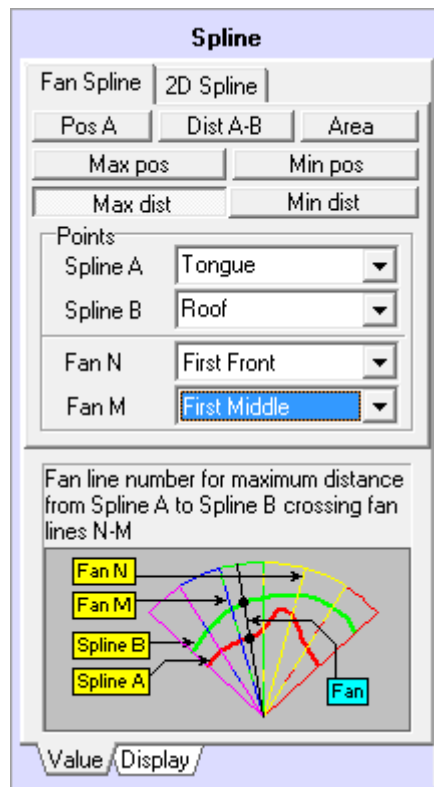 Spline
Fan Spline 2D Spline
Pos A Dist A-B Area
Max pos Min pos
Max dist Min dist
Points
Spline A Tongue
Spline B Roof
Fan N First Front
Fan M First Middle
Fan line number for maximum distance
from Spline A to Spline B crossing fan
lines N-M
Fan N
Fan M
Spline B
Spline A
Fan
Value Display